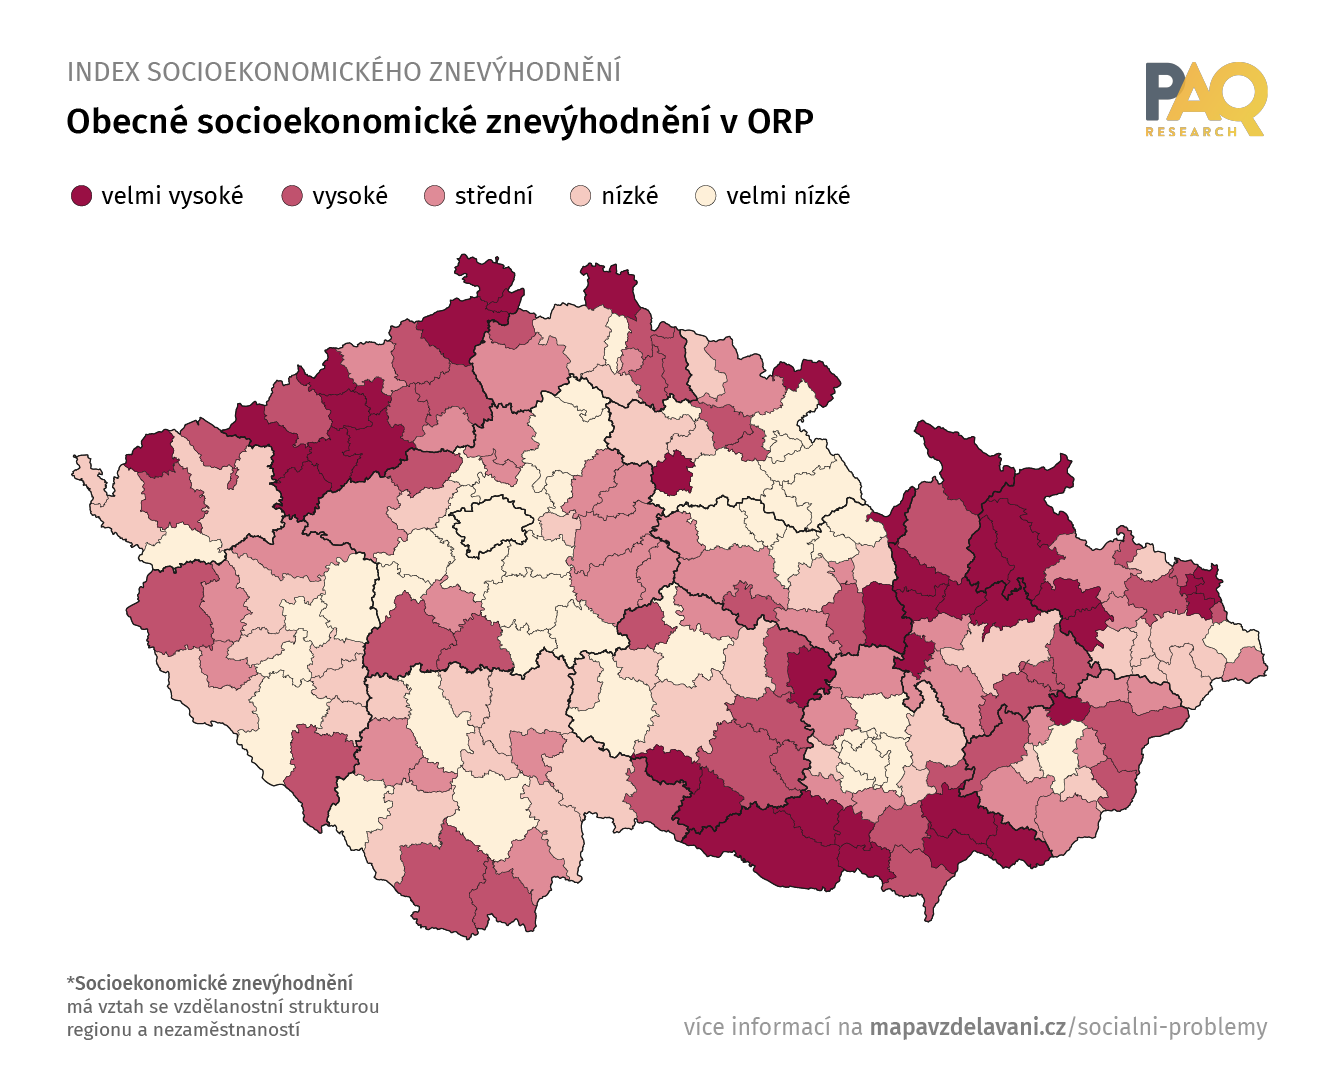 INDEX SOCIOEKONOMICKÉHO ZNEVÝHODNĚNÍ
Obecné socioekonomické znevýhodnění v ORP
PAQ
RESEARCH
velmi vysoké vysoké střední nízké velmi nízké
*Socioekonomické znevýhodnění
má vztah se vzdělanostní strukturou
regionu a nezaměstnaností
více informací na mapavzdelavani.cz/socialni-problemy